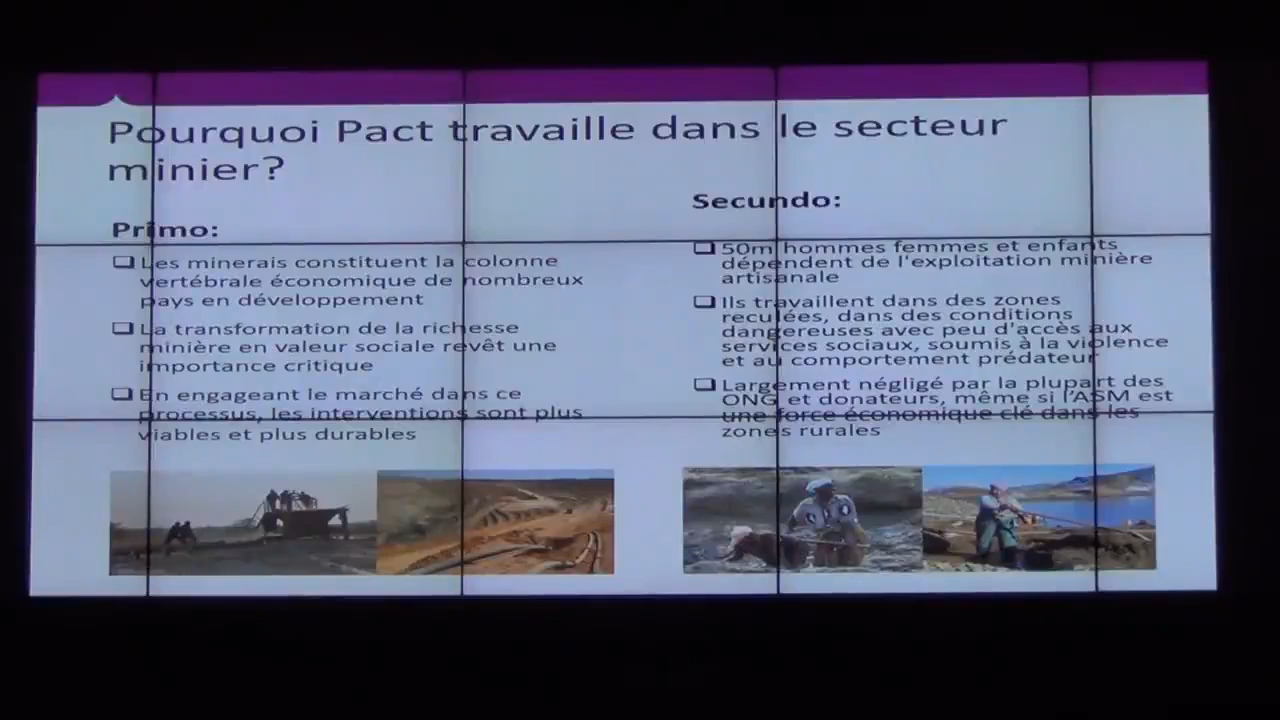 Pourquoi Pact travaille dans le secteur
minier?
Primo:
Les minerais constituent la colonne
vertébrale économique de nombreux
pays en développement
La transformation de la richesse
minière en valeur sociale revêt une
importance critique
En engageant le marché dans ce
processus, les interventions sont plus
viables et plus durables
Secundo:
50m hommes femmes et enfants
dépendent de l'exploitation minière
artisanale
Ils travaillent dans des zones
reculées, dans des conditions
dangereuses avec peu d'accès aux
services sociaux, soumis à la violence
et au comportement prédateur
Largement négligé par la plupart des
ONG et donateurs, même si l'ASM est
une force économique clé dans les
zones rurales